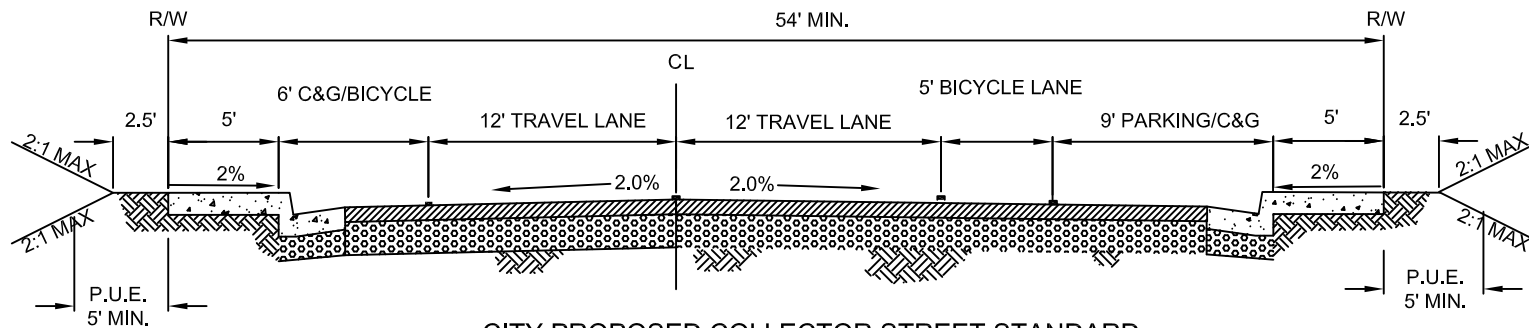 54' MIN.
R/W
R/W
CL
6' C&G/BICYCLE
5' BICYCLE LANE
2.5'
5'
12' TRAVEL LANE
12' TRAVEL LANE
9' PARKING/C&G
5'
2.5'
2:1 MAX
2%
2.0%
2.0%
2%
2:1 MAX
2:1 MAX
2:1 MAX
P.U.E.
5' MIN.
P.U.E.
5' MIN.
CITY PROPOSED COLLECTOR STREET STANDARD